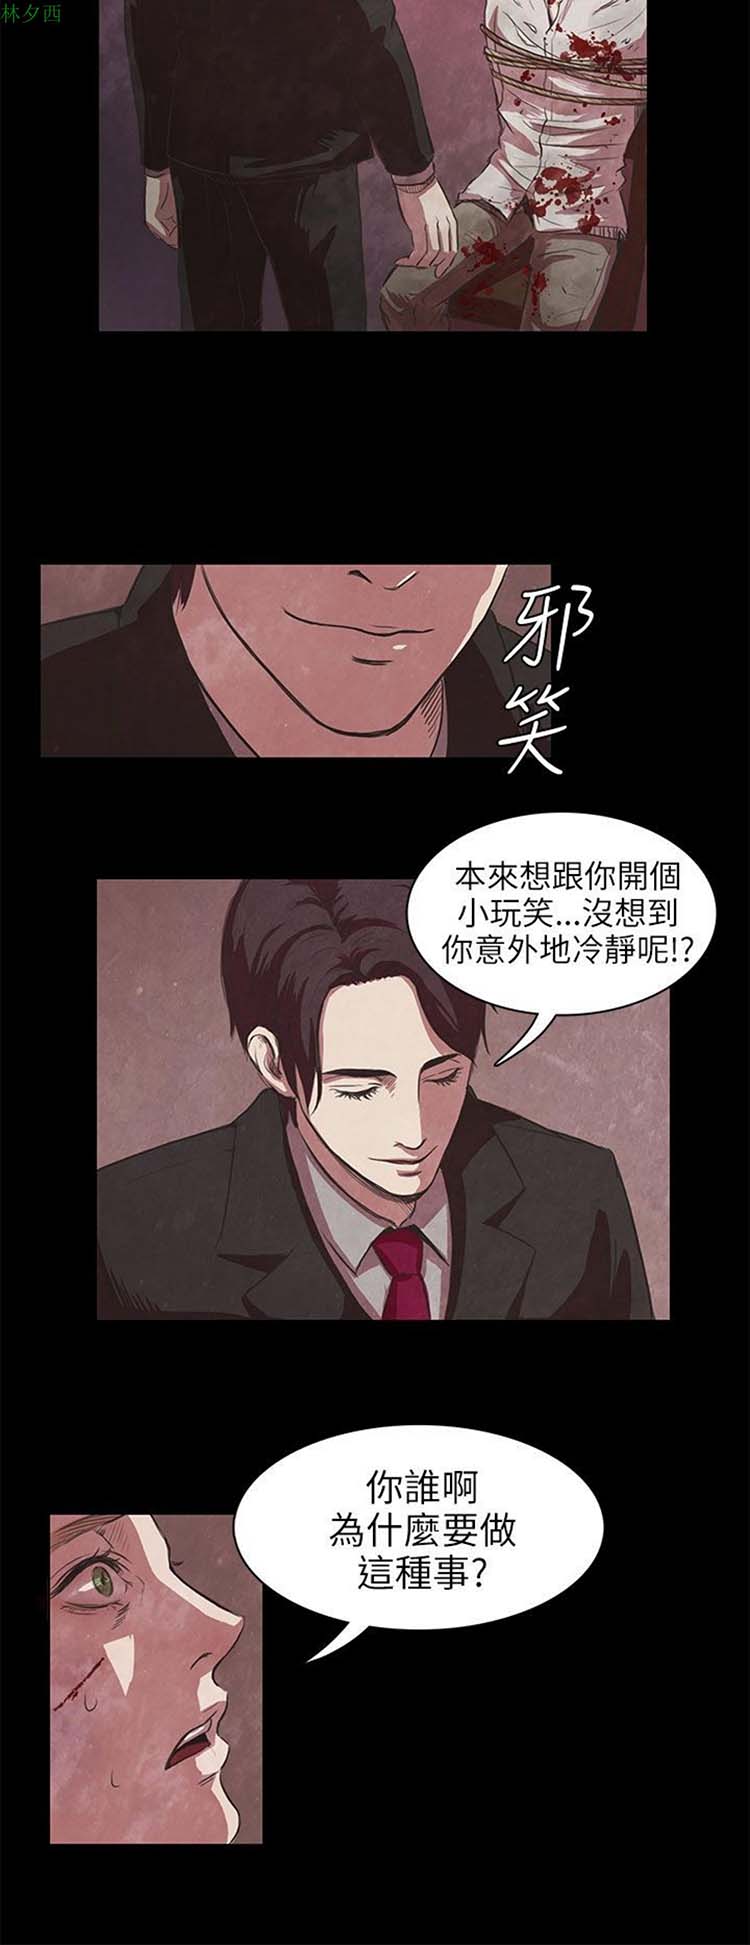 林夕西
邪
笑
本來想跟你開個
小玩笑...沒想到
你意外地冷靜呢!?
你誰啊
為什麼要做
這種事?